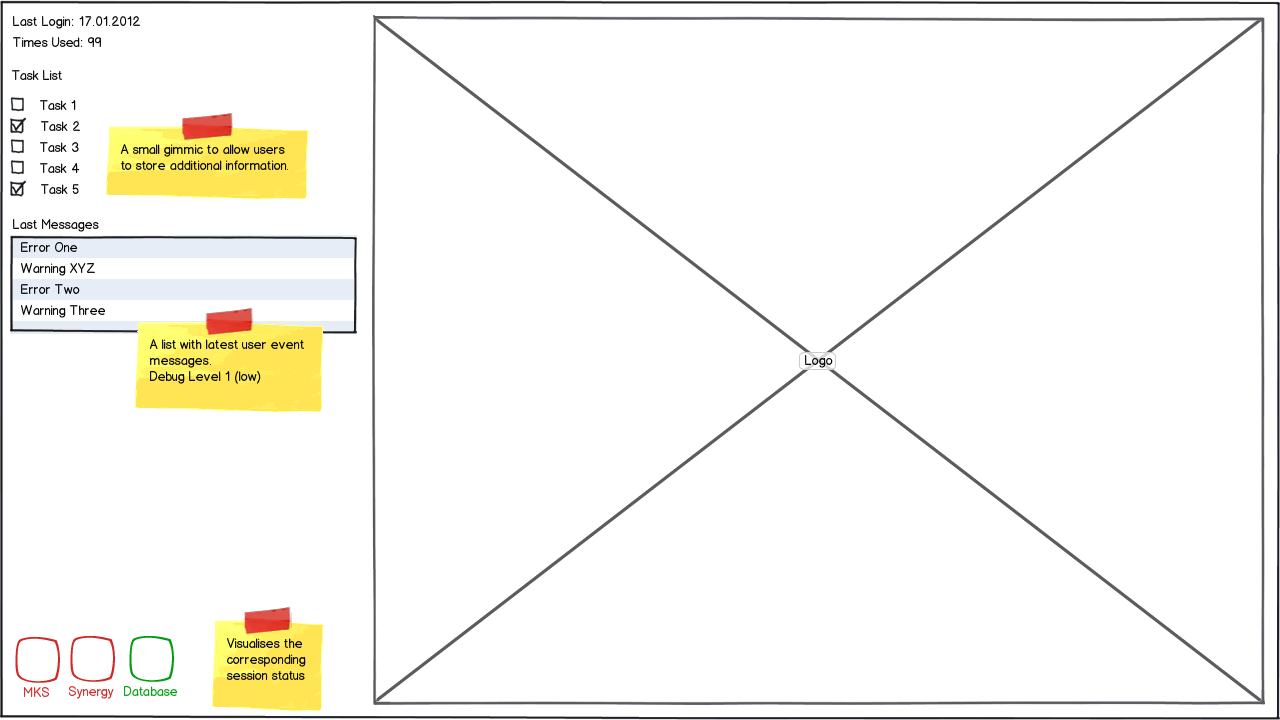 Last Login: 17.01.2012
Times Used: 99
Task List
Task 1
Task 2
Task 3
Task 4
Task 5
A small gimmic to allow users
to store additional information.
Last Messages
Error One
Warning XYZ
Error Two
Warning Three
A list with latest user event
messages.
Debug Level 1 (low)
Logo
Visualises the
corresponding
session status
MKS
Synergy
Database